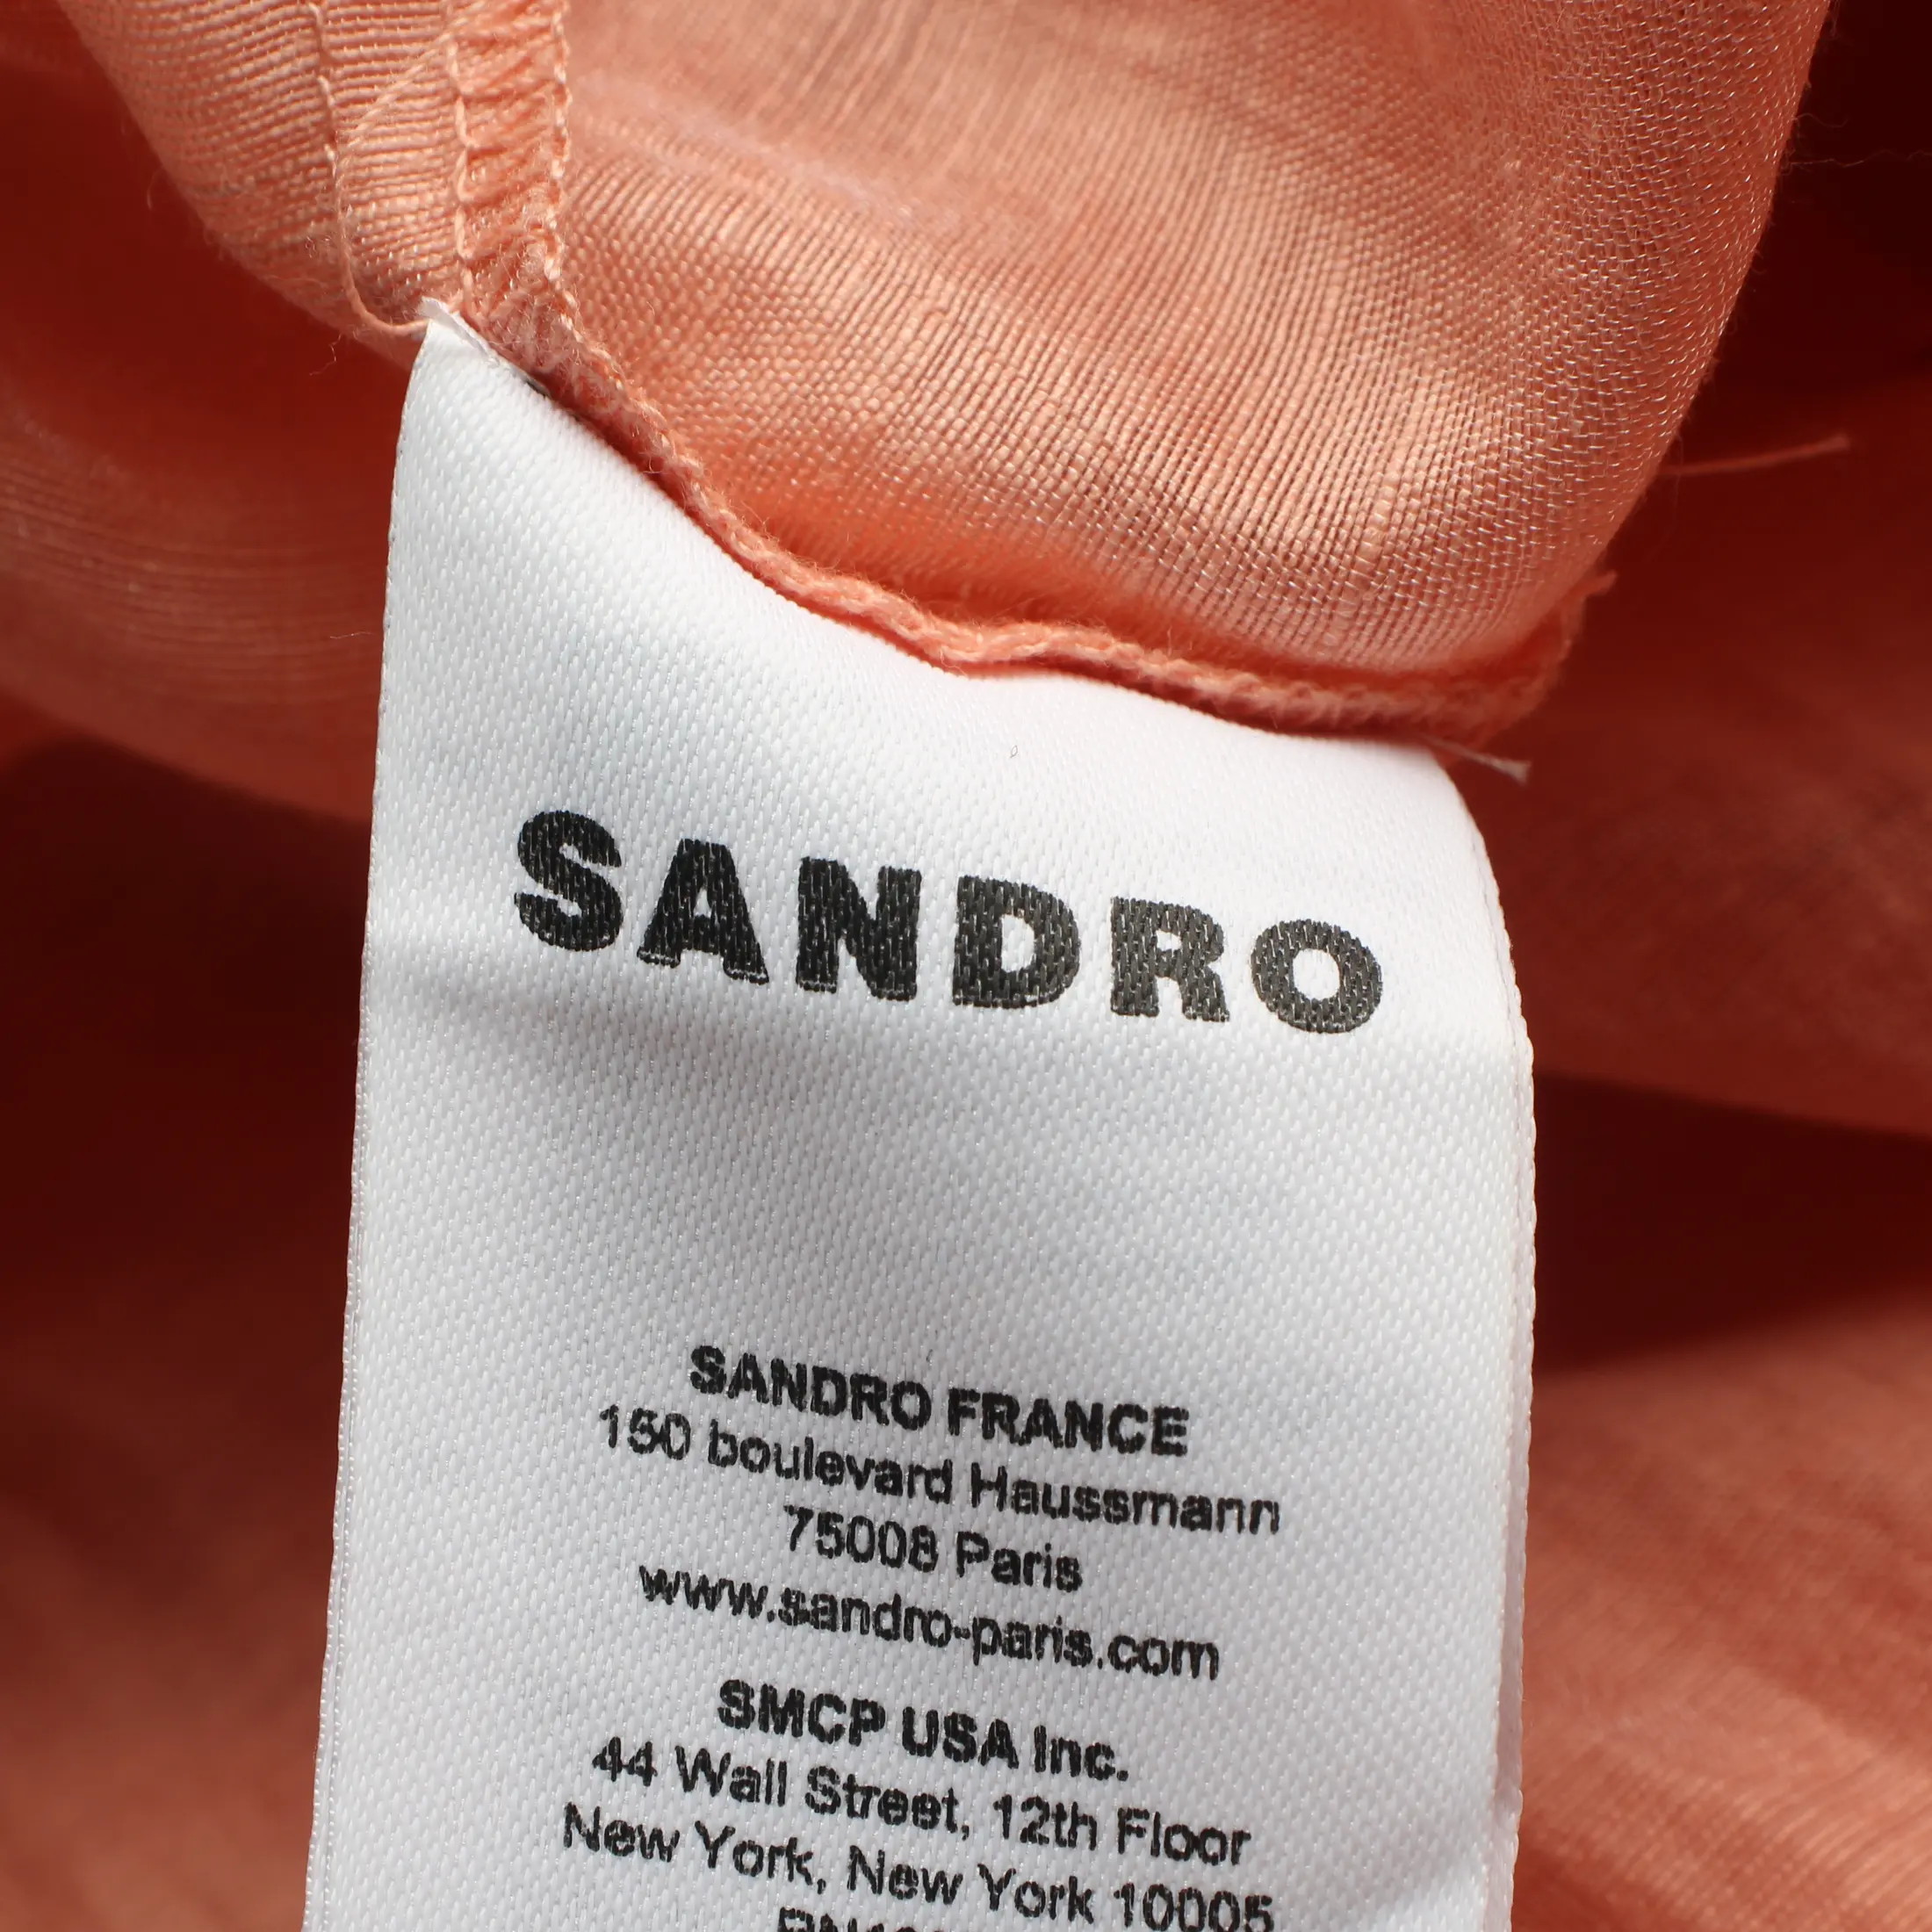 SANDRO
SANDRO FRANCE
150 boulevard Haussmann
75008 Paris
www.sandro-paris.com
SMCP USA Inc.
44 Wall Street, 12th Floor
New York, New York 10005